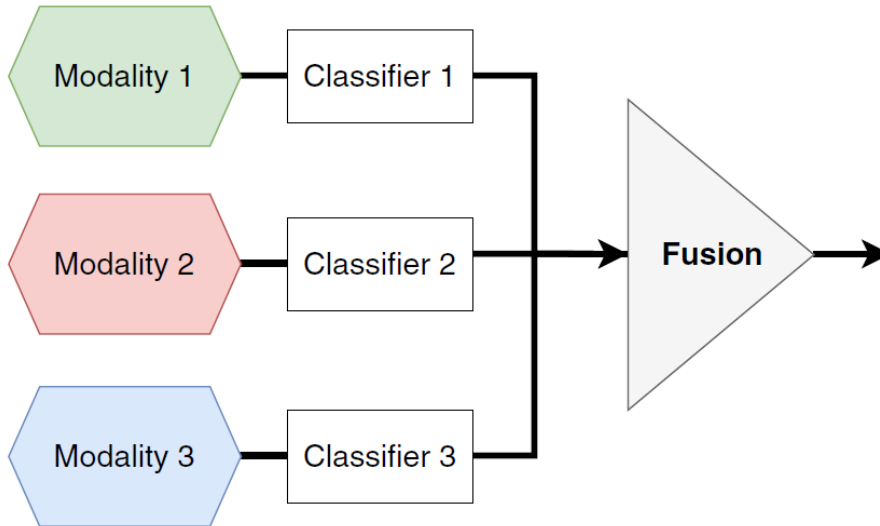 Modality 1
Classifier 1
Modality 2
Classifier 2
Fusion
Modality 3
Classifier 3